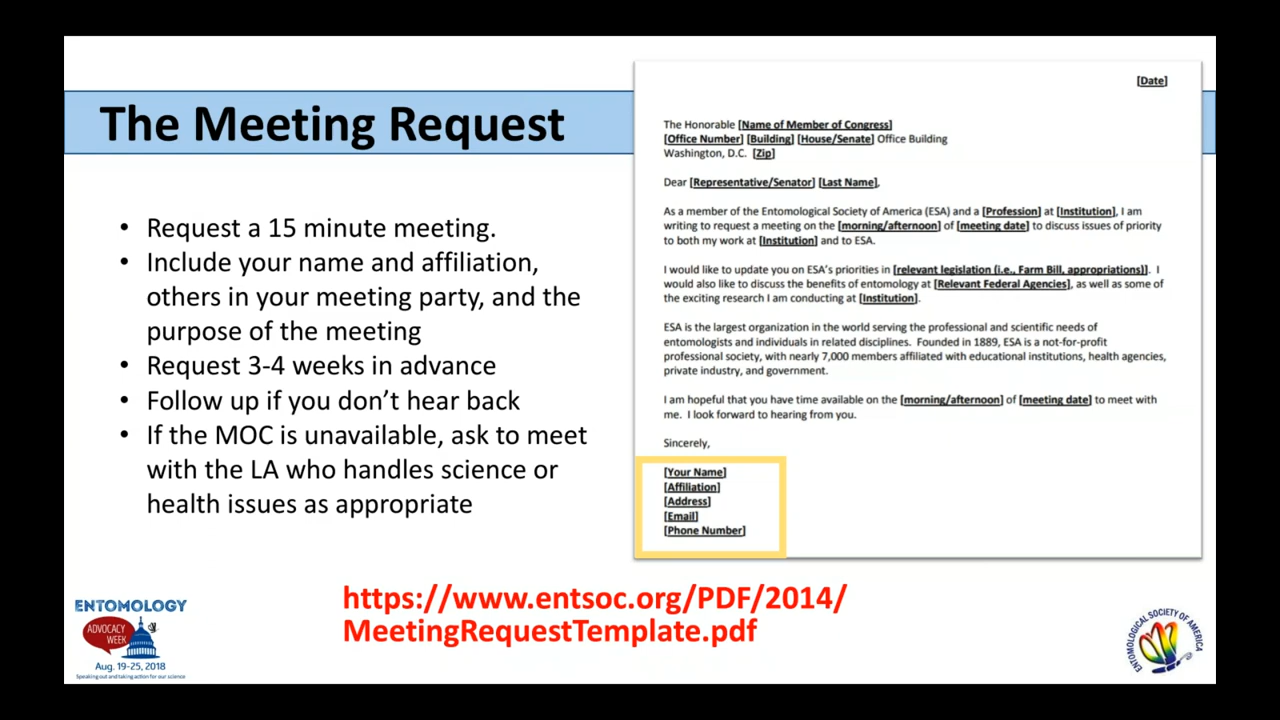 The Meeting Request
• Request a 15 minute meeting.
• Include your name and affiliation,
others in your meeting party, and the
purpose of the meeting
• Request 3-4 weeks in advance
• Follow up if you don't hear back
• If the MOC is unavailable, ask to meet
with the LA who handles science or
health issues as appropriate
[Date]
The Honorable [Name of Member of Congress]
[Office Number] [Building] [House/Senate] Office Building
Washington, D.C. [Zip]
Dear [Representative/Senator] [Last Name],
As a member of the Entomological Society of America (ESA) and a [Profession] at [Institution], I am
writing to request a meeting on the [morning/afternoon] of [meeting date] to discuss issues of priority
to both my work at [Institution] and to ESA.
I would like to update you on ESA's priorities in [relevant legislation (i.e., Farm Bill, appropriations)]. I
would also like to discuss the benefits of entomology at [Relevant Federal Agencies], as well as some of
the exciting research I am conducting at [Institution].
ESA is the largest organization in the world serving the professional and scientific needs of
entomologists and individuals in related disciplines. Founded in 1889, ESA is a not-for-profit
professional society, with nearly 7,000 members affiliated with educational institutions, health agencies,
private industry, and government.
I am hopeful that you have time available on the [morning/afternoon] of [meeting date] to meet with
me. I look forward to hearing from you.
Sincerely,
[Your Name]
[Affiliation]
[Address]
[Email]
[Phone Number]
https://www.entsoc.org/PDF/2014/
MeetingRequestTemplate.pdf
ENTOMOLOGY
ADVOCACY
WEEK
Aug. 19-25, 2018
Speaking out and taking action for our science
ENTOMOLOGICAL SOCIETY OF AMERICA